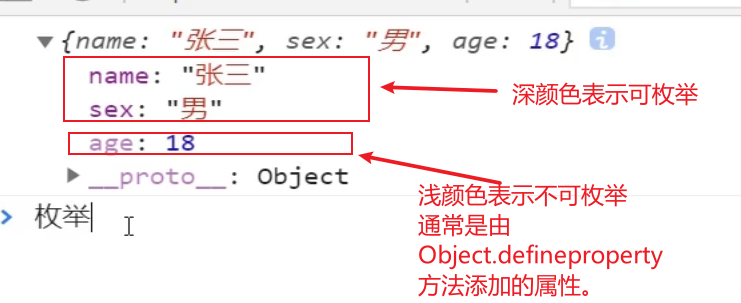 {name: "张三", sex: "男", age: 18} i
name: "张三"
sex: "男"
深颜色表示可枚举
age: 18
__proto__: Object
浅颜色表示不可枚举
通常是由
Object.defineproperty
方法添加的属性。
> 枚举